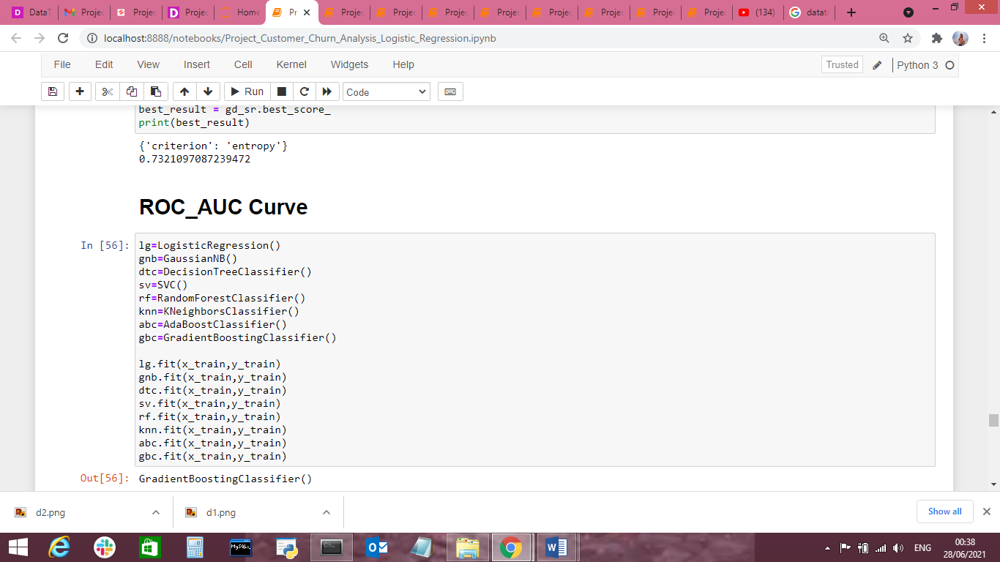 DataT
Projec
Projec
Projec
Home
Pr
Projec
Projec
Projec
Projec
Projec
Projec
Projec
Projec
(134)
datat
localhost:8888/notebooks/Project_Customer_Churn_Analysis_Logistic_Regression.ipynb
File Edit View Insert Cell Kernel Widgets Help Trusted Python 3
Run Code
best_result = gd_sr.best_score_
print(best_result)
{'criterion': 'entropy'}
0.7321097087239472
ROC_AUC Curve
In [56]:
lg=LogisticRegression()
gnb=GaussianNB()
dtc=DecisionTreeClassifier()
sv=SVC()
rf=RandomForestClassifier()
knn=KNeighborsClassifier()
abc=AdaBoostClassifier()
gbc=GradientBoostingClassifier()
lg.fit(x_train,y_train)
gnb.fit(x_train,y_train)
dtc.fit(x_train,y_train)
sv.fit(x_train,y_train)
rf.fit(x_train,y_train)
knn.fit(x_train,y_train)
abc.fit(x_train,y_train)
gbc.fit(x_train,y_train)
Out[56]: GradientBoostingClassifier()
d2.png d1.png Show all
MySQL
ENG
00:38
28/06/2021